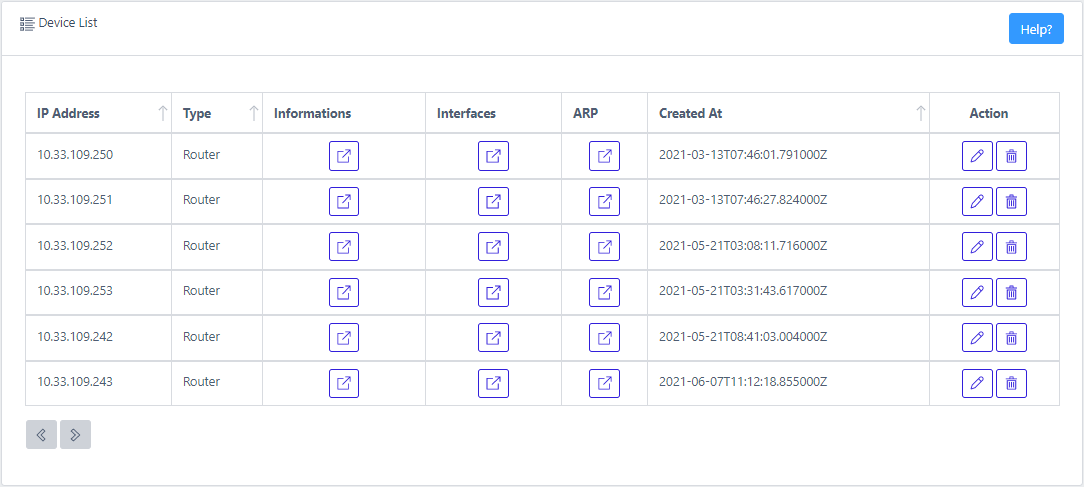 Device List
Help?
IP Address Type Informations Interfaces ARP Created At Action
10.33.109.250 Router 2021-03-13T07:46:01.791000Z
10.33.109.251 Router 2021-03-13T07:46:27.824000Z
10.33.109.252 Router 2021-05-21T03:08:11.716000Z
10.33.109.253 Router 2021-05-21T03:31:43.617000Z
10.33.109.242 Router 2021-05-21T08:41:03.004000Z
10.33.109.243 Router 2021-06-07T11:12:18.855000Z